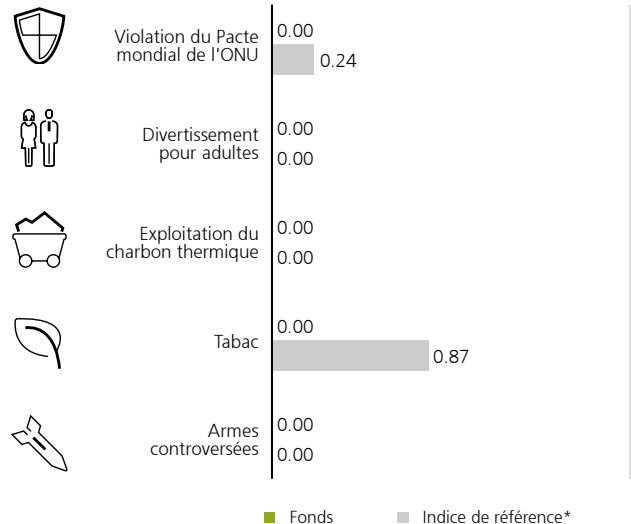 Violation du Pacte
mondial de l'ONU
0.00
0.24
Divertissement
pour adultes
0.00
0.00
Exploitation du
charbon thermique
0.00
0.00
Tabac
0.00
0.87
Armes
controversées
0.00
0.00
Fonds
Indice de référence*